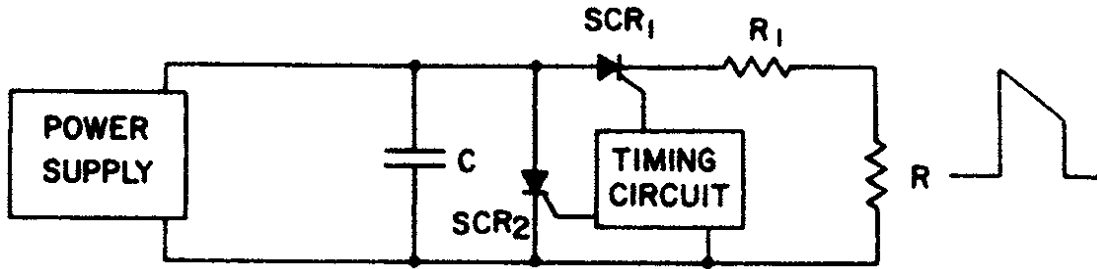 SCR₁
R₁
POWER
SUPPLY
C
TIMING
CIRCUIT
R
SCR₂